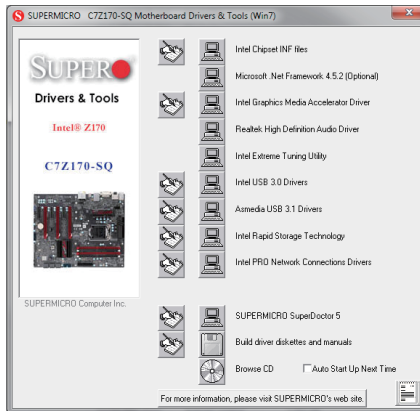 SUPERMICRO C7Z170-SQ Motherboard Drivers & Tools (Win7)
SUPER
Drivers & Tools
Intel® Z170
C7Z170-SQ
SUPERMICRO Computer Inc.
Intel Chipset INF files
Microsoft .Net Framework 4.5.2 (Optional)
Intel Graphics Media Accelerator Driver
Realtek High Definition Audio Driver
Intel Extreme Tuning Utility
Intel USB 3.0 Drivers
Asmedia USB 3.1 Drivers
Intel Rapid Storage Technology
Intel PRO Network Connections Drivers
SUPERMICRO SuperDoctor 5
Build driver diskettes and manuals
Browse CD
Auto Start Up Next Time
For more information, please visit SUPERMICRO's web site.